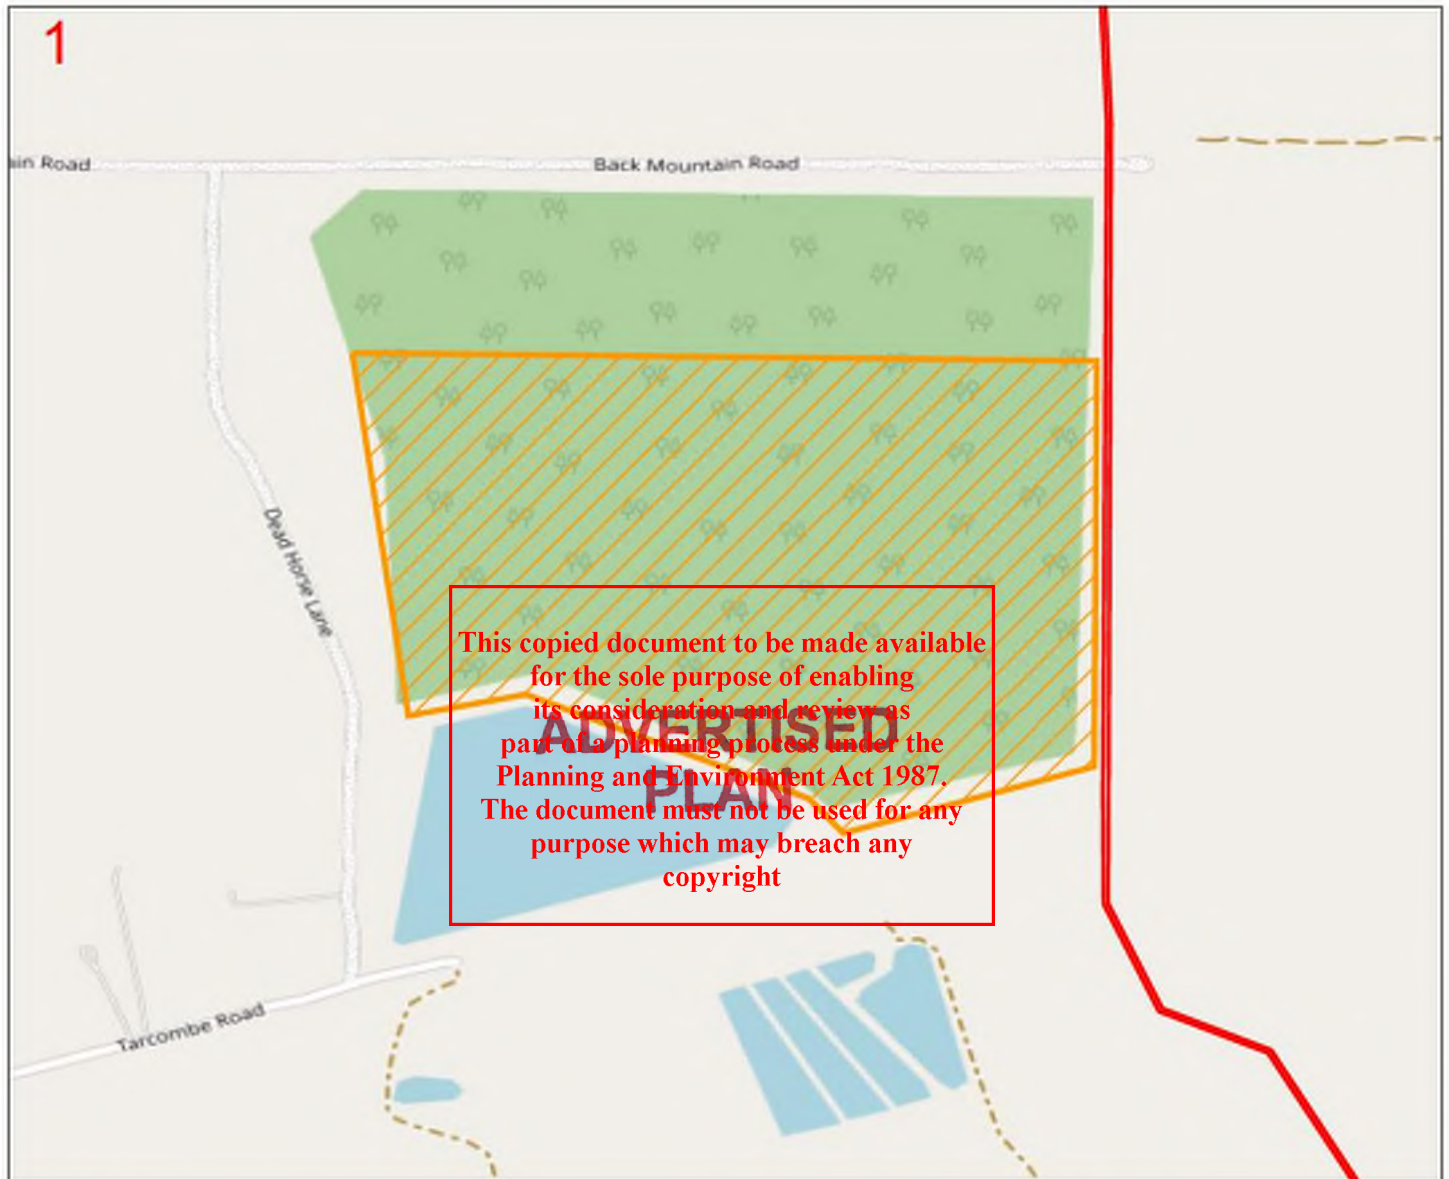 1
ain Road
Back Mountain Road
Dead Horse Lane
This copied document to be made available
for the sole purpose of enabling
its consideration and review as
part of a planning process under the
Planning and Environment Act 1987.
The document must not be used for any
purpose which may breach any
copyright
ADVERTISED
PLAN
Tarcombe Road